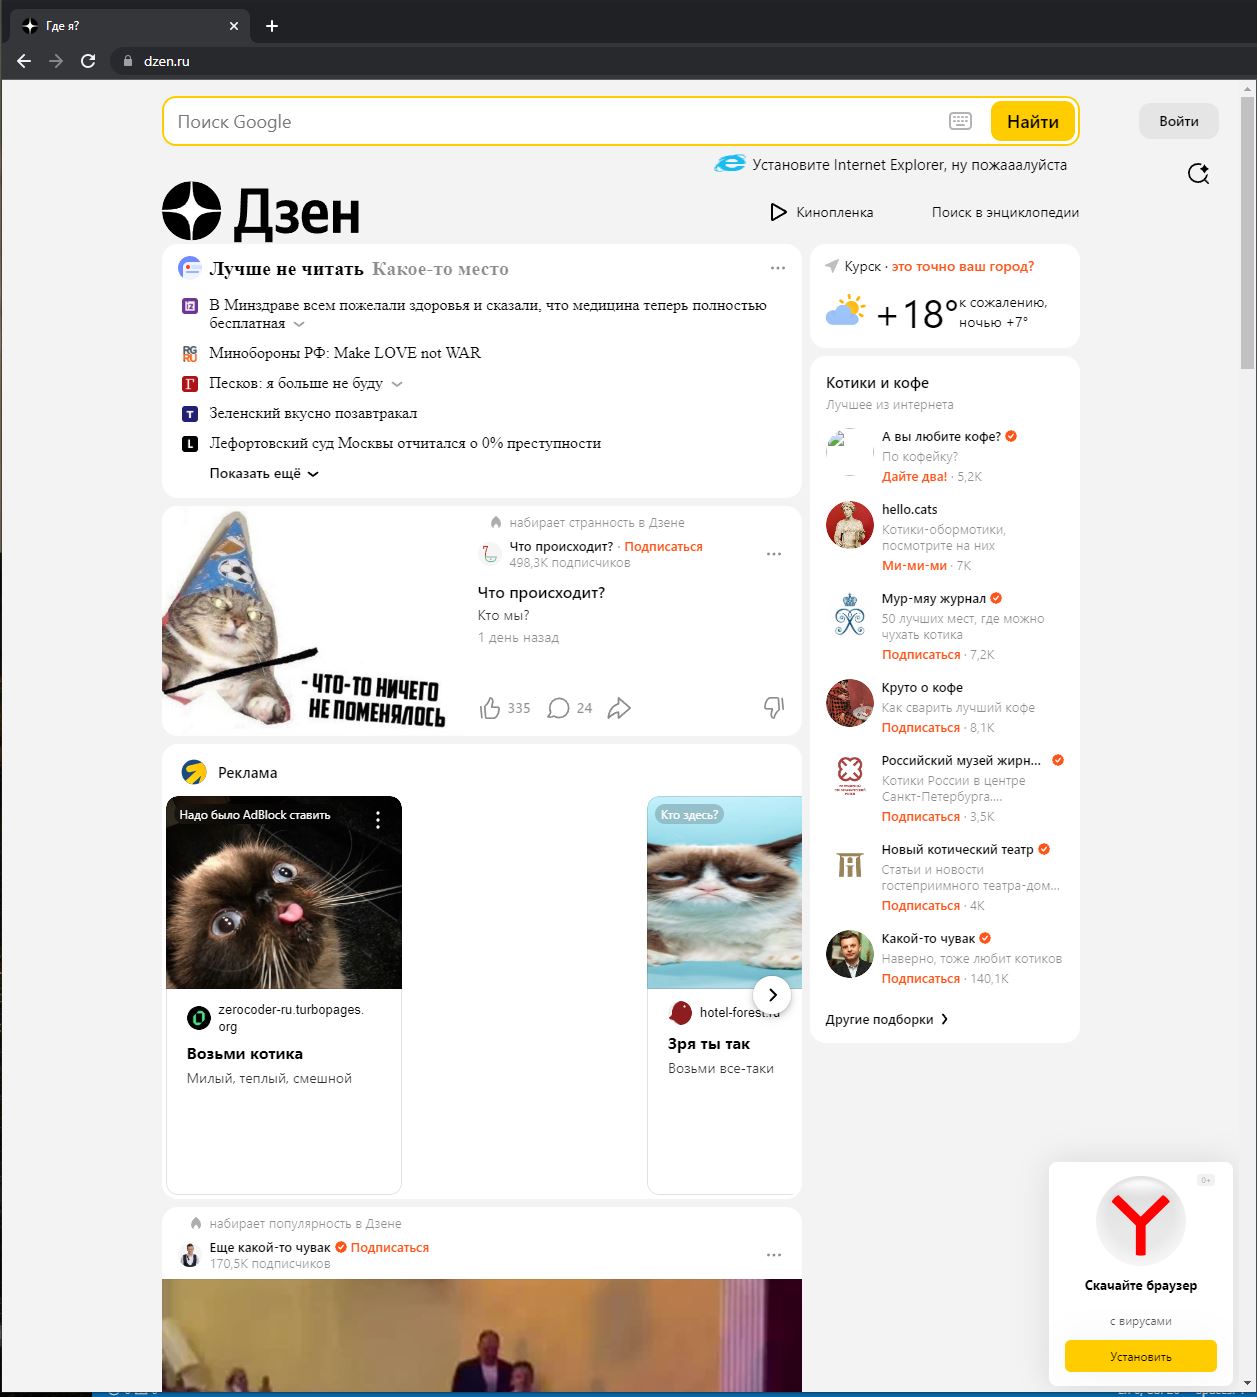 Где я?
dzen.ru
Поиск Google
Найти
Войти
Установите Internet Explorer, ну пожааалуйста
Дзен
Кинопленка
Поиск в энциклопедии
Лучше не читать Какое-то место
В Минздраве всем пожелали здоровья и сказали, что медицина теперь полностью
бесплатная
RG
RU
Минобороны РФ: Make LOVE not WAR
Г
Песков: я больше не буду
T
Зеленский вкусно позавтракал
L
Лефортовский суд Москвы отчитался о 0% преступности
Показать ещё
Курск · это точно ваш город?
+18°
к сожалению,
ночью +7°
Котики и кофе
Лучшее из интернета
А вы любите кофе?
По кофейку?
Дайте два! · 5,2K
hello.cats
Котики-обормотики,
посмотрите на них
Ми-ми-ми · 7K
Мур-мяу журнал
50 лучших мест, где можно
чухать котика
Подписаться · 7,2K
Круто о кофе
Как сварить лучший кофе
Подписаться · 8,1K
Российский музей жирн...
Котики России в центре
Санкт-Петербурга....
Подписаться · 3,5K
Новый котический театр
Статьи и новости
гостеприимного театра-дом...
Подписаться · 4K
Какой-то чувак
Наверно, тоже любит котиков
Подписаться · 140,1K
Другие подборки
- ЧТО-ТО НИЧЕГО
НЕ ПОМЕНЯЛОСЬ
набирает странность в Дзене
Что происходит? · Подписаться
498,3K подписчиков
Что происходит?
Кто мы?
1 день назад
335
24
Реклама
Надо было AdBlock ставить
zerocoder-ru.turbopages.
org
Возьми котика
Милый, теплый, смешной
Кто здесь?
hotel-forest.ru
Зря ты так
Возьми все-таки
набирает популярность в Дзене
Еще какой-то чувак Подписаться
170,5K подписчиков
0+
Y
Скачайте браузер
с вирусами
Установить